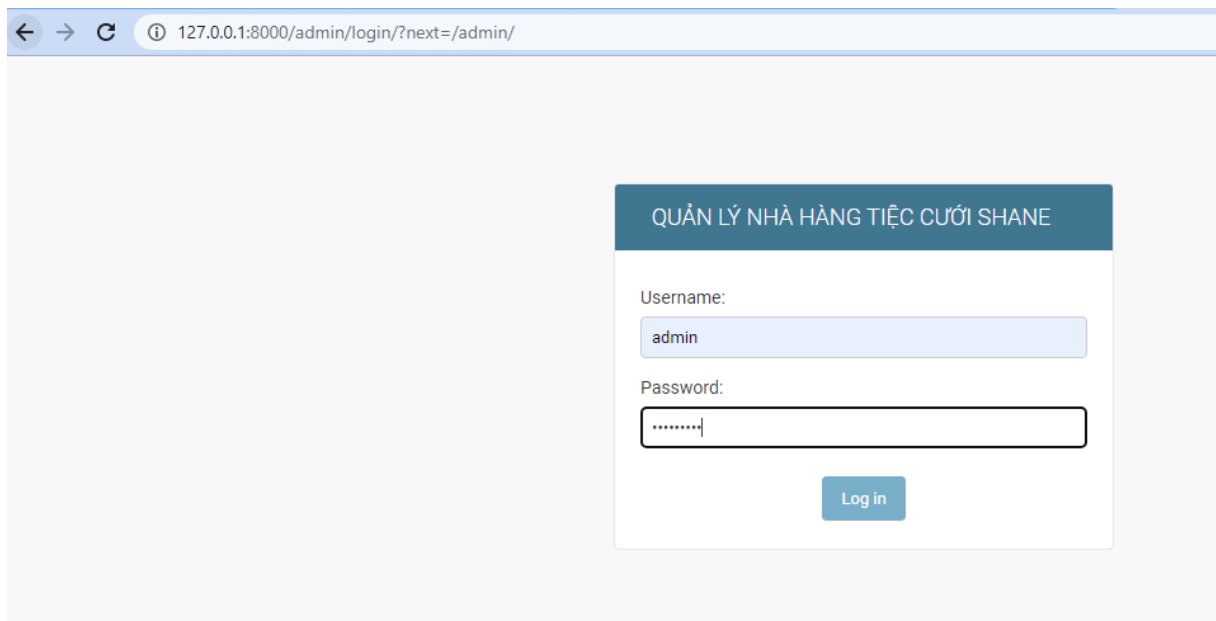 127.0.0.1:8000/admin/login/?next=/admin/
QUẢN LÝ NHÀ HÀNG TIỆC CƯỚI SHANE
Username:
admin
Password:
•••••••••
Log in